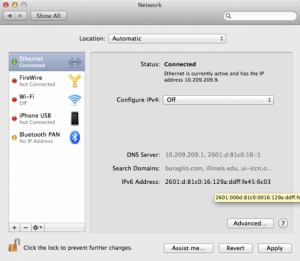 Network
Show All
Location: Automatic
Ethernet
Connected
FireWire
Not Connected
Wi-Fi
Off
iPhone USB
Not Connected
Bluetooth PAN
No IP Address
Status: Connected
Ethernet is currently active and has the IP
address 10.209.209.9.
Configure IPv4: Off
DNS Server: 10.209.209.1, 2601:d:81c0:16::1
Search Domains: buraglio.com, illinois.edu, ui-iccn.o...
IPv6 Address: 2601:d:81c0:16:129a:ddff:fe45:6c03
2601:000d:81c0:0016:129a:ddff:fe
Advanced...
?
Click the lock to prevent further changes.
Assist me...
Revert
Apply